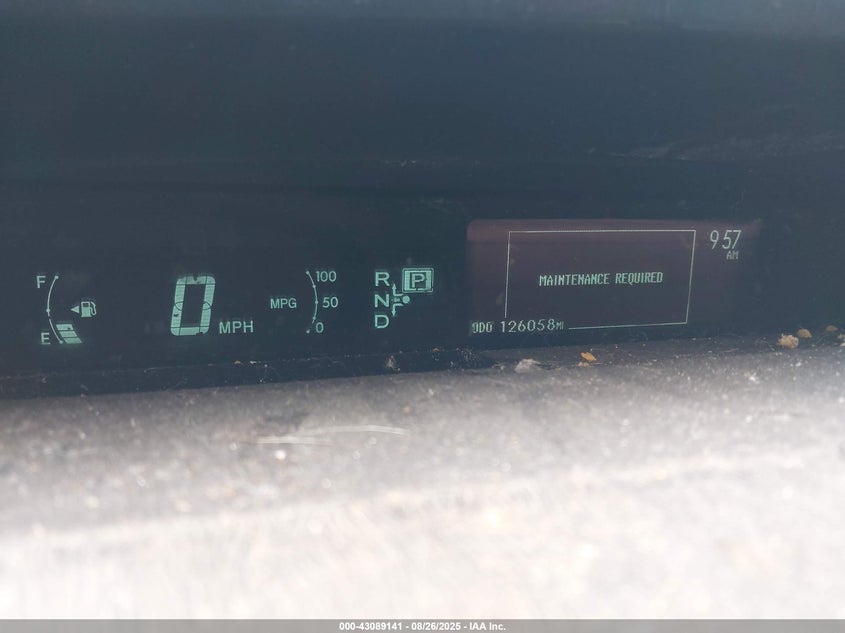 F
E
0 MPH
MPG
100
50
0
R
N
D
P
9:57
AM
MAINTENANCE REQUIRED
ODO 126058MI
000-43089141 - 08/26/2025 - IAA Inc.